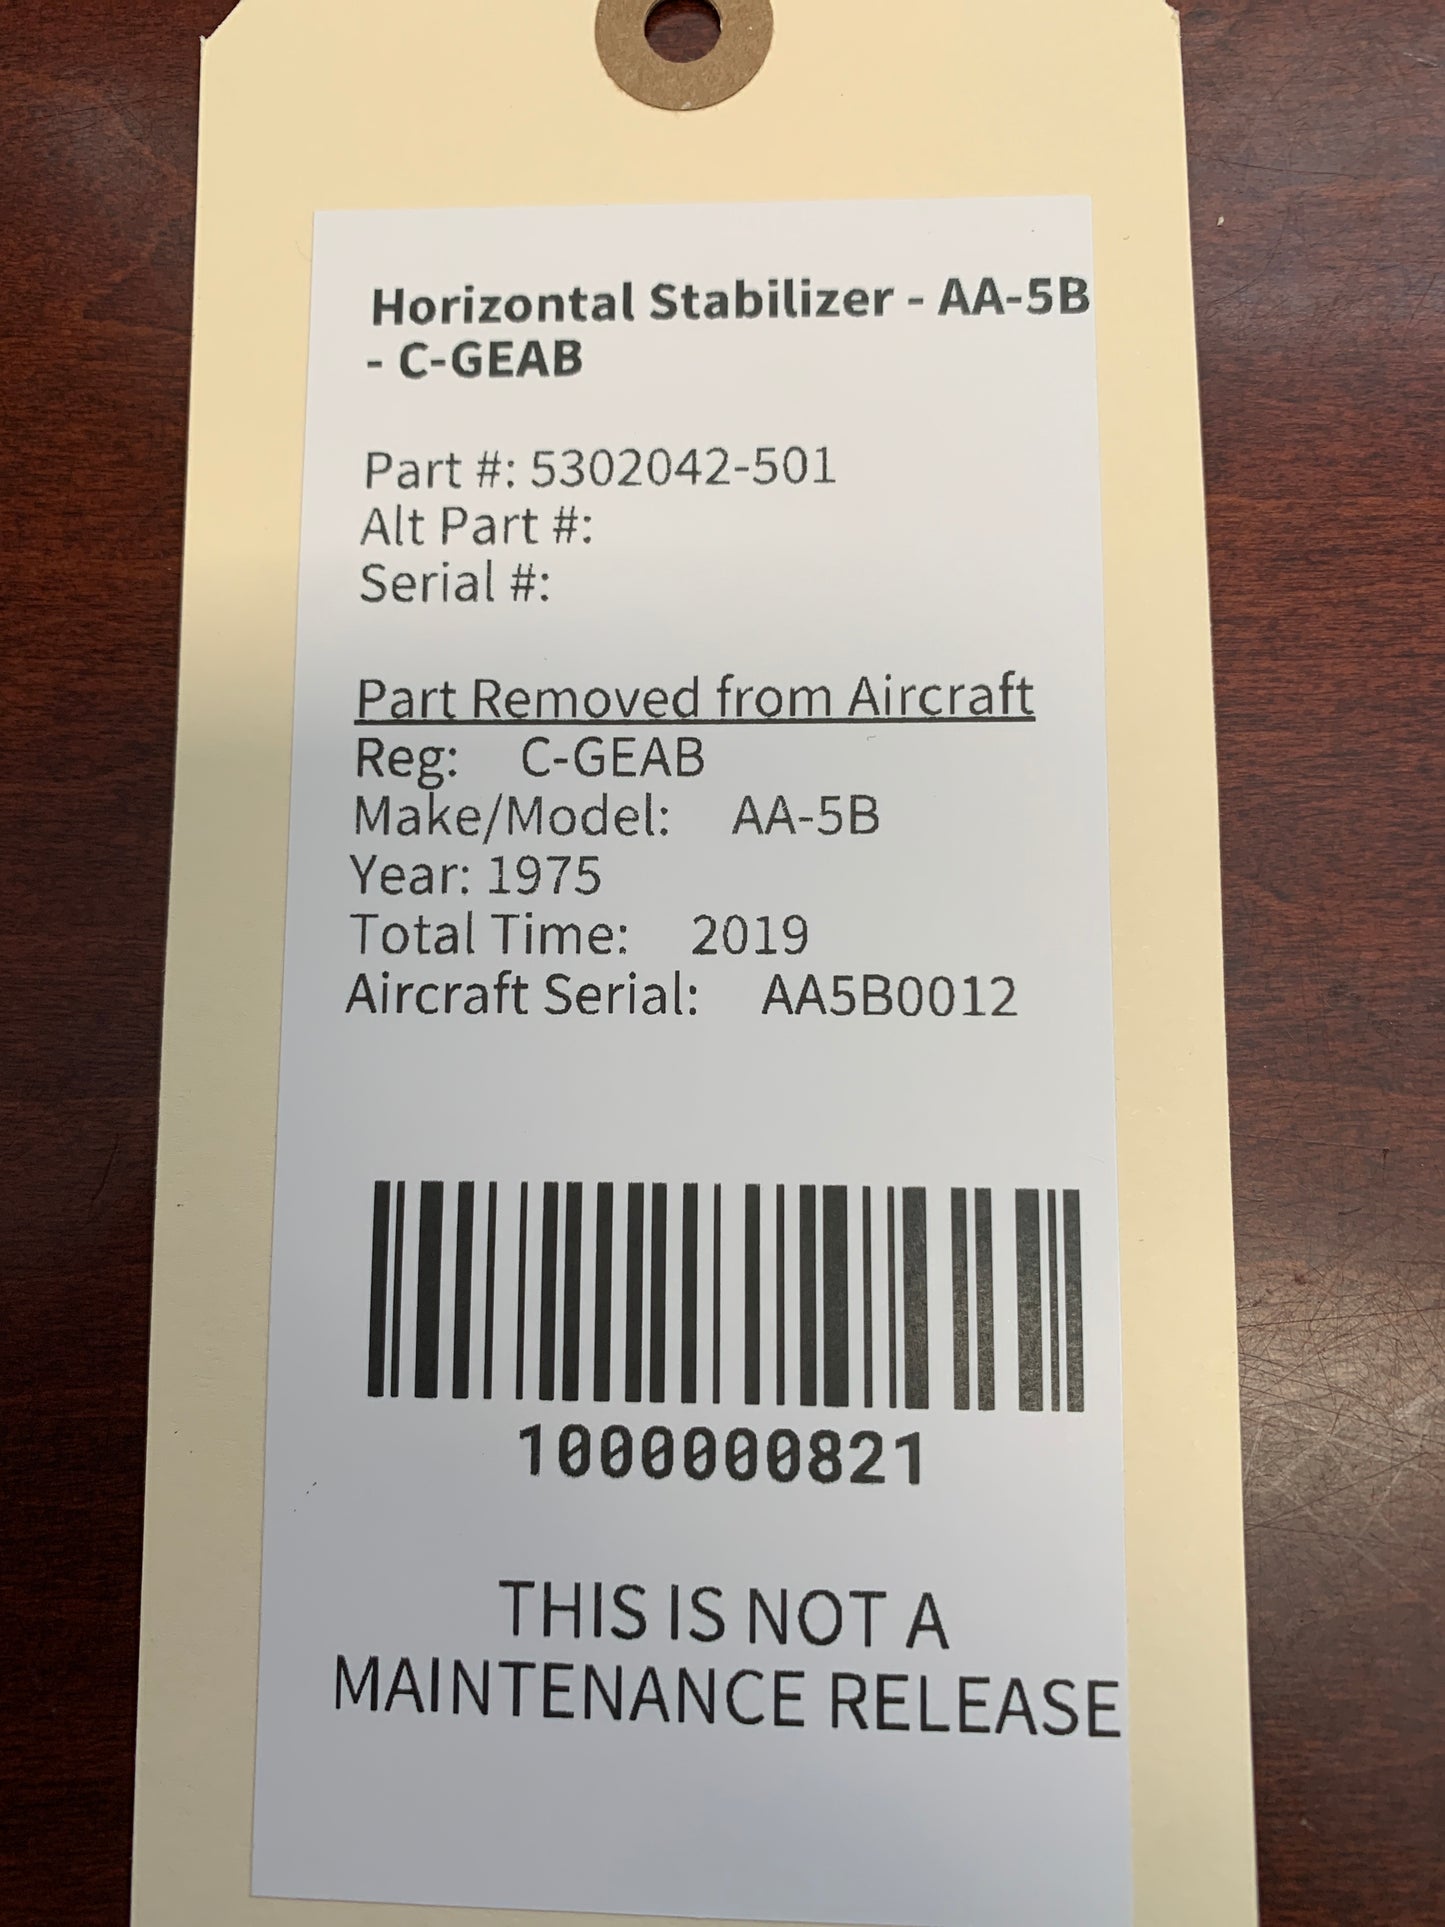 Horizontal Stabilizer - AA-5B
- C-GEAB
Part #: 5302042-501
Alt Part #:
Serial #:
Part Removed from Aircraft
Reg: C-GEAB
Make/Model: AA-5B
Year: 1975
Total Time: 2019
Aircraft Serial: AA5B0012
1000000821
THIS IS NOT A
MAINTENANCE RELEASE